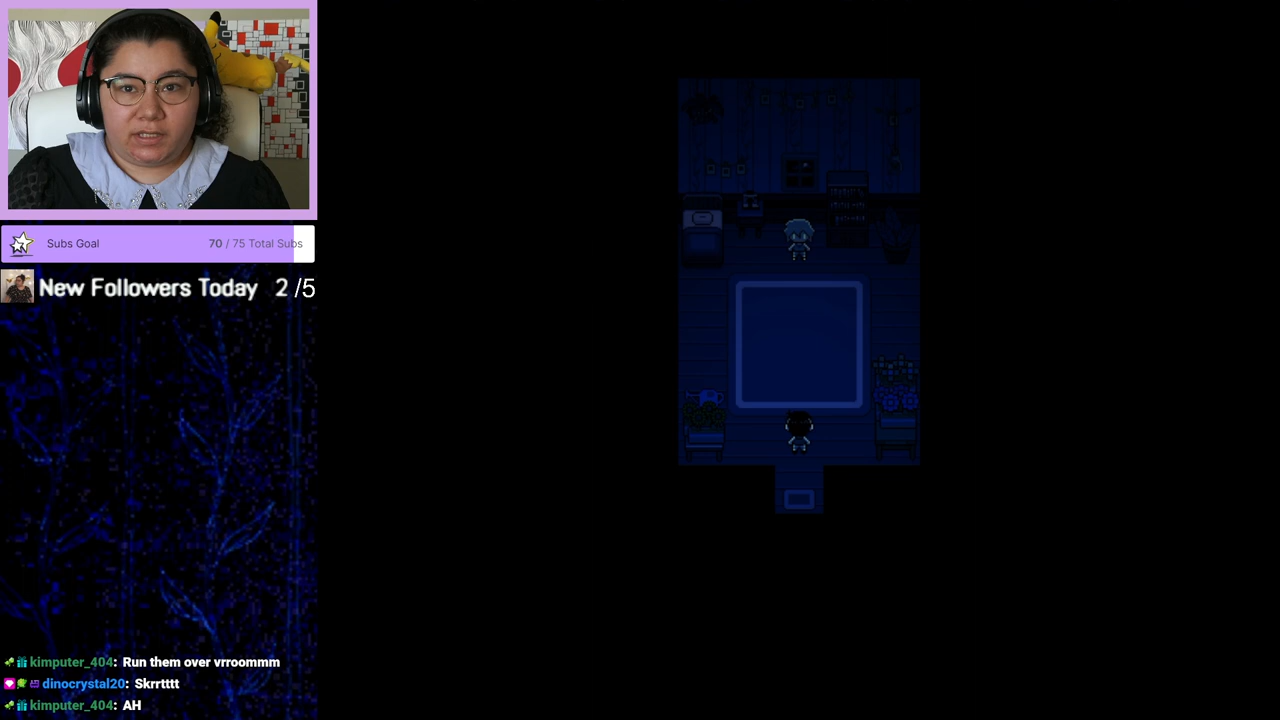 Subs Goal 70 / 75 Total Subs
New Followers Today 2 /5
kimputer_404: Run them over vrroommm
dinocrystal20: Skrrtttt
kimputer_404: AH